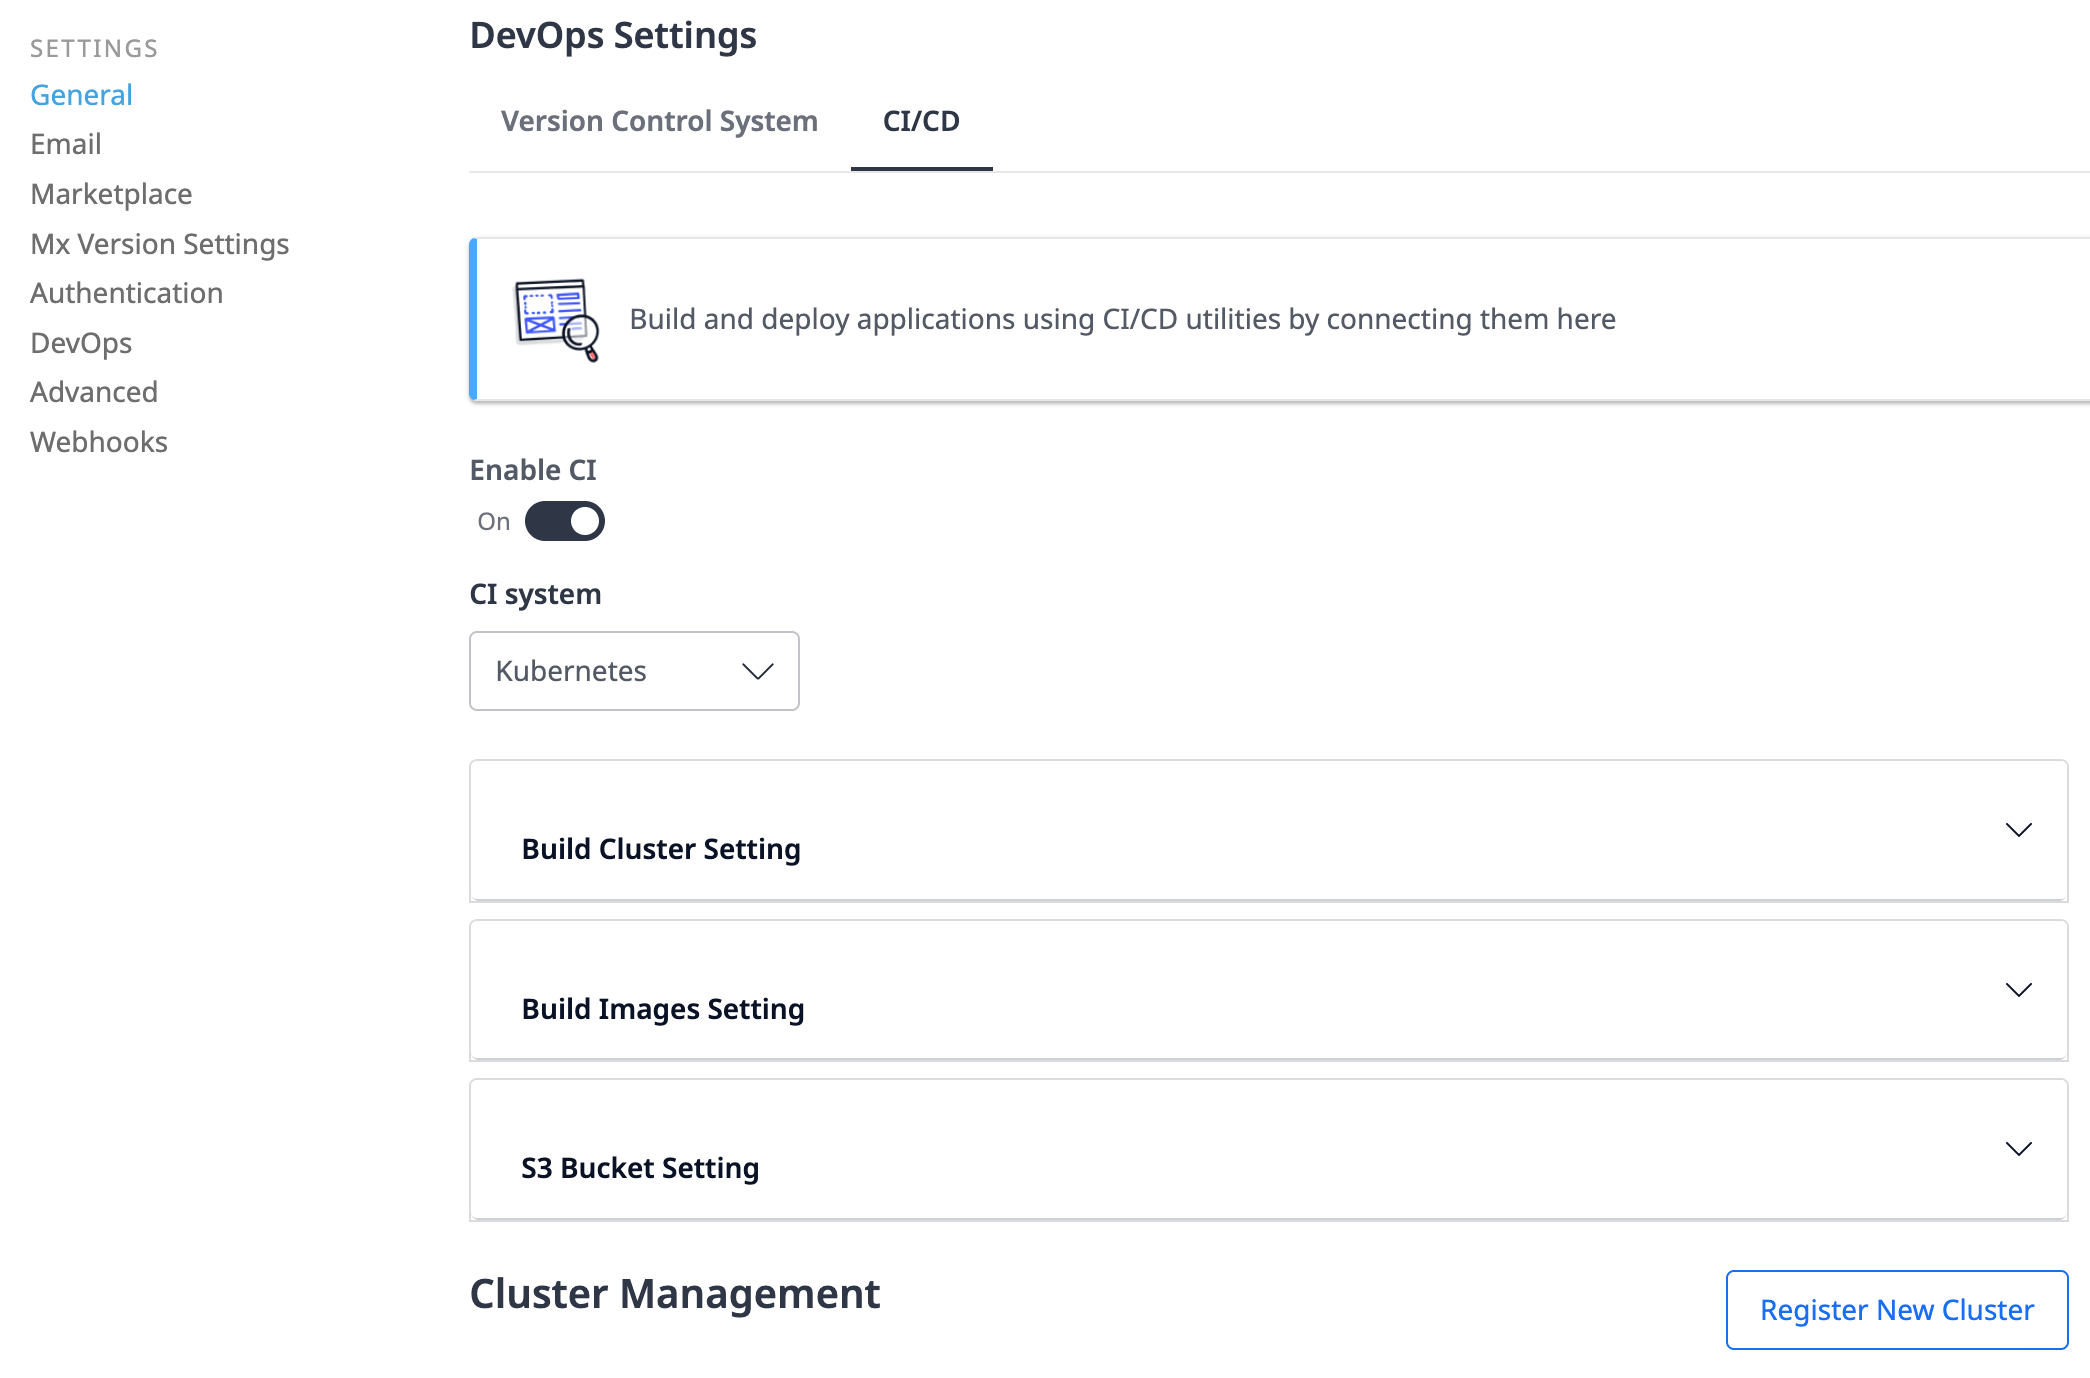 SETTINGS
General
Email
Marketplace
Mx Version Settings
Authentication
DevOps
Advanced
Webhooks
DevOps Settings
Version Control System
CI/CD
Build and deploy applications using CI/CD utilities by connecting them here
Enable CI
On
CI system
Kubernetes
Build Cluster Setting
Build Images Setting
S3 Bucket Setting
Cluster Management
Register New Cluster